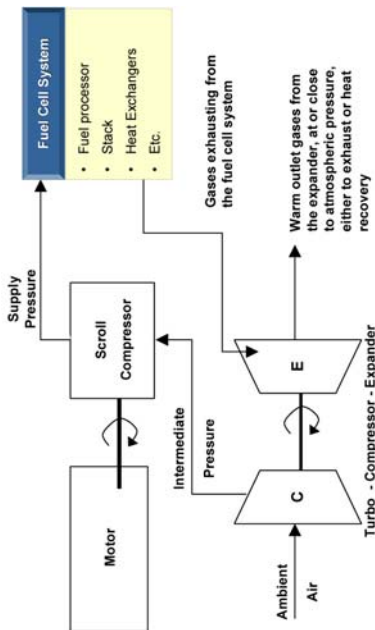 Fuel Cell System
• Fuel processor
• Stack
• Heat Exchangers
• Etc.
Supply
Pressure
Scroll
Compressor
Motor
Intermediate
Pressure
Gases exhausting from
the fuel cell system
Ambient
Air
C
E
Warm outlet gases from
the expander, at or close
to atmospheric pressure,
either to exhaust or heat
recovery
Turbo - Compressor - Expander